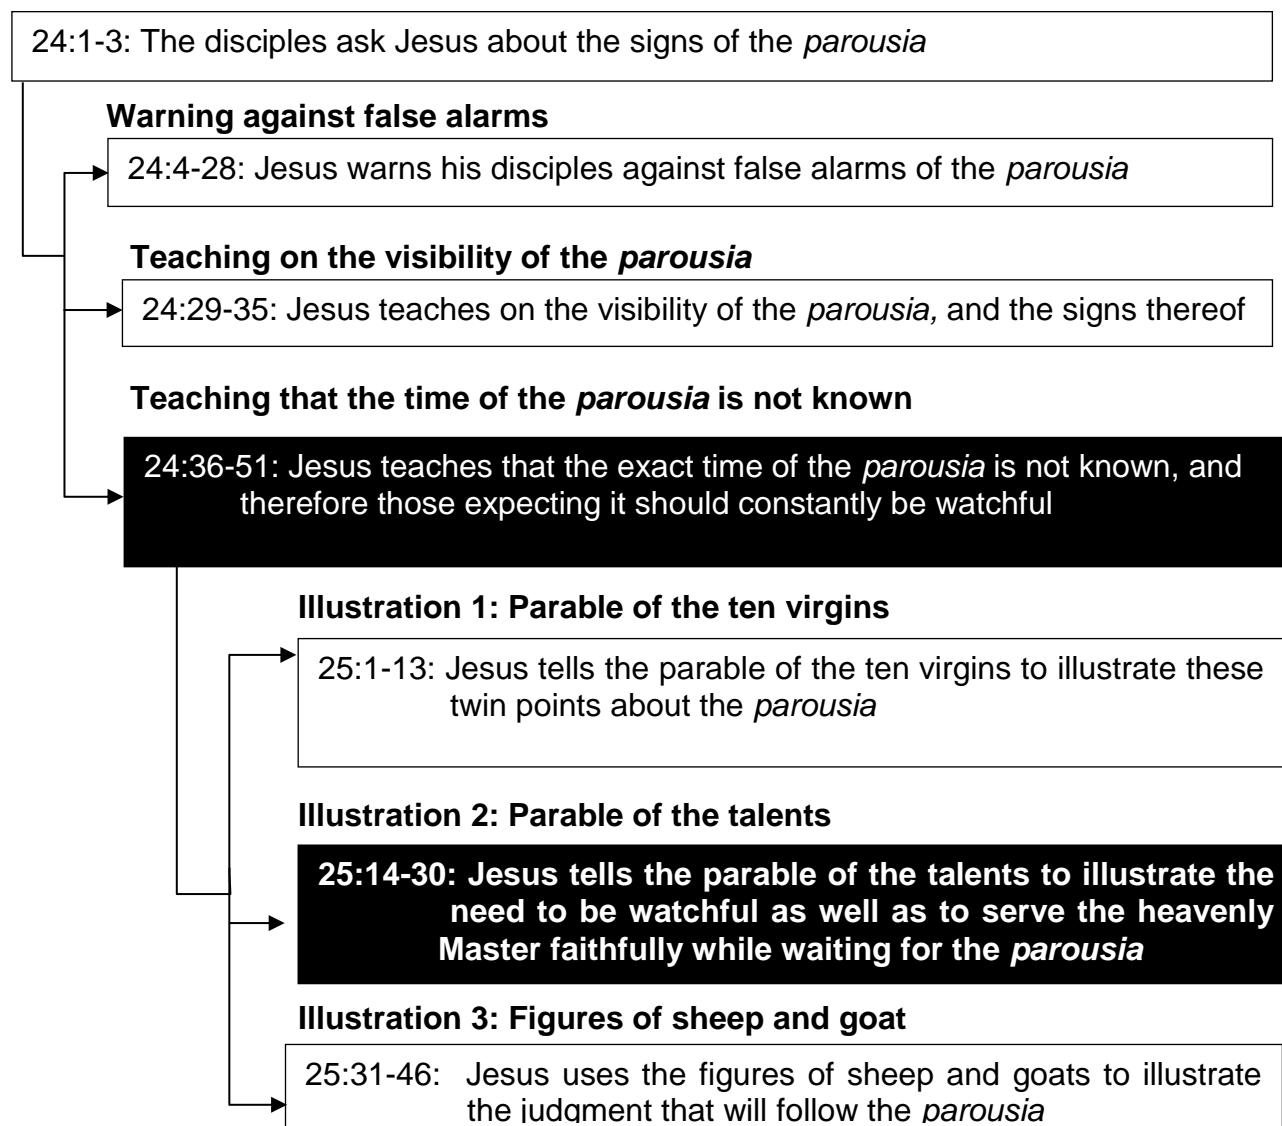 24:1-3: The disciples ask Jesus about the signs of the parousia
Warning against false alarms
24:4-28: Jesus warns his disciples against false alarms of the parousia
Teaching on the visibility of the parousia
24:29-35: Jesus teaches on the visibility of the parousia, and the signs thereof
Teaching that the time of the parousia is not known
24:36-51: Jesus teaches that the exact time of the parousia is not known, and
therefore those expecting it should constantly be watchful
Illustration 1: Parable of the ten virgins
25:1-13: Jesus tells the parable of the ten virgins to illustrate these
twin points about the parousia
Illustration 2: Parable of the talents
25:14-30: Jesus tells the parable of the talents to illustrate the
need to be watchful as well as to serve the heavenly
Master faithfully while waiting for the parousia
Illustration 3: Figures of sheep and goat
25:31-46: Jesus uses the figures of sheep and goats to illustrate
the judgment that will follow the parousia